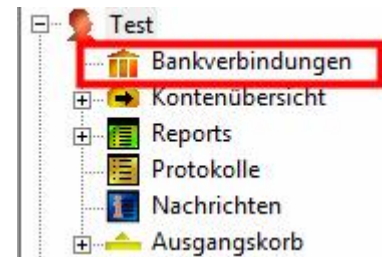 Test
Bankverbindungen
Kontenübersicht
Reports
Protokolle
Nachrichten
Ausgangskorb